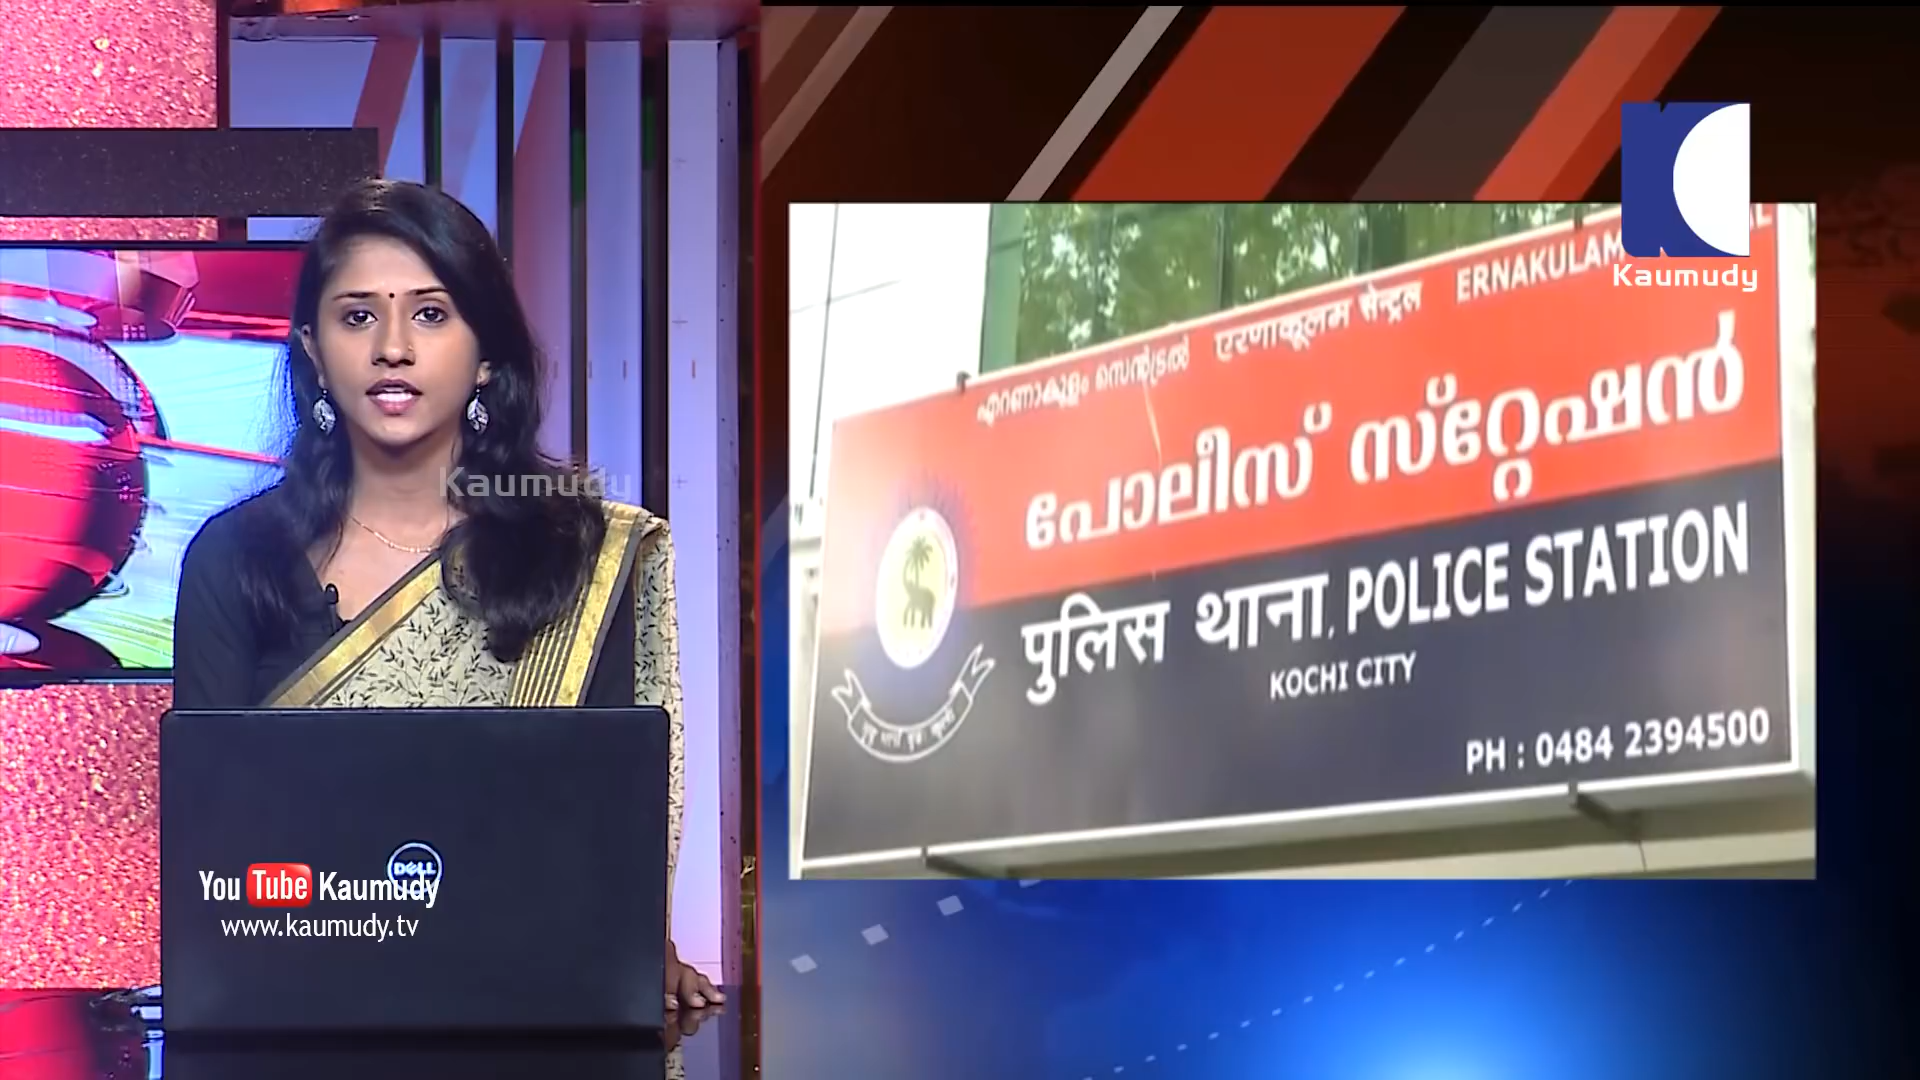 Kaumudy
Kaumudy
എറണാകുളം സെൻട്രൽ एरणाकूलम सेन्ट्रल ERNAKULAM
പോലീസ് സ്റ്റേഷൻ
पुलिस थाना, POLICE STATION
KOCHI CITY
PH : 0484 2394500
DELL
You Tube Kaumudy
www.kaumudy.tv